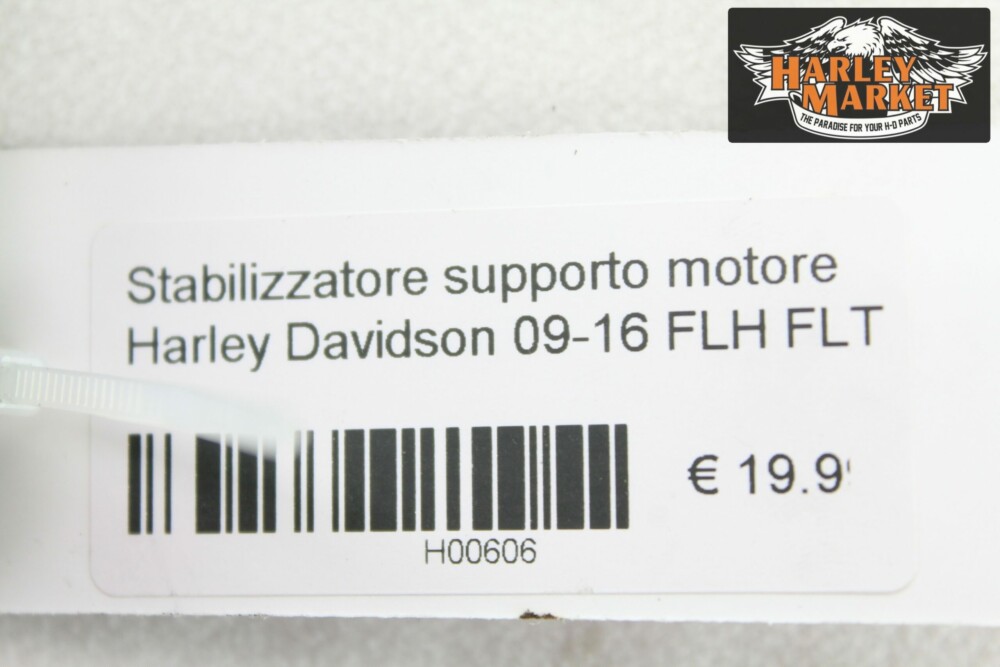 HARLEY
MARKET
THE PARADISE FOR YOUR H-D PARTS
Stabilizzatore supporto motore
Harley Davidson 09-16 FLH FLT
€ 19.9
H00606